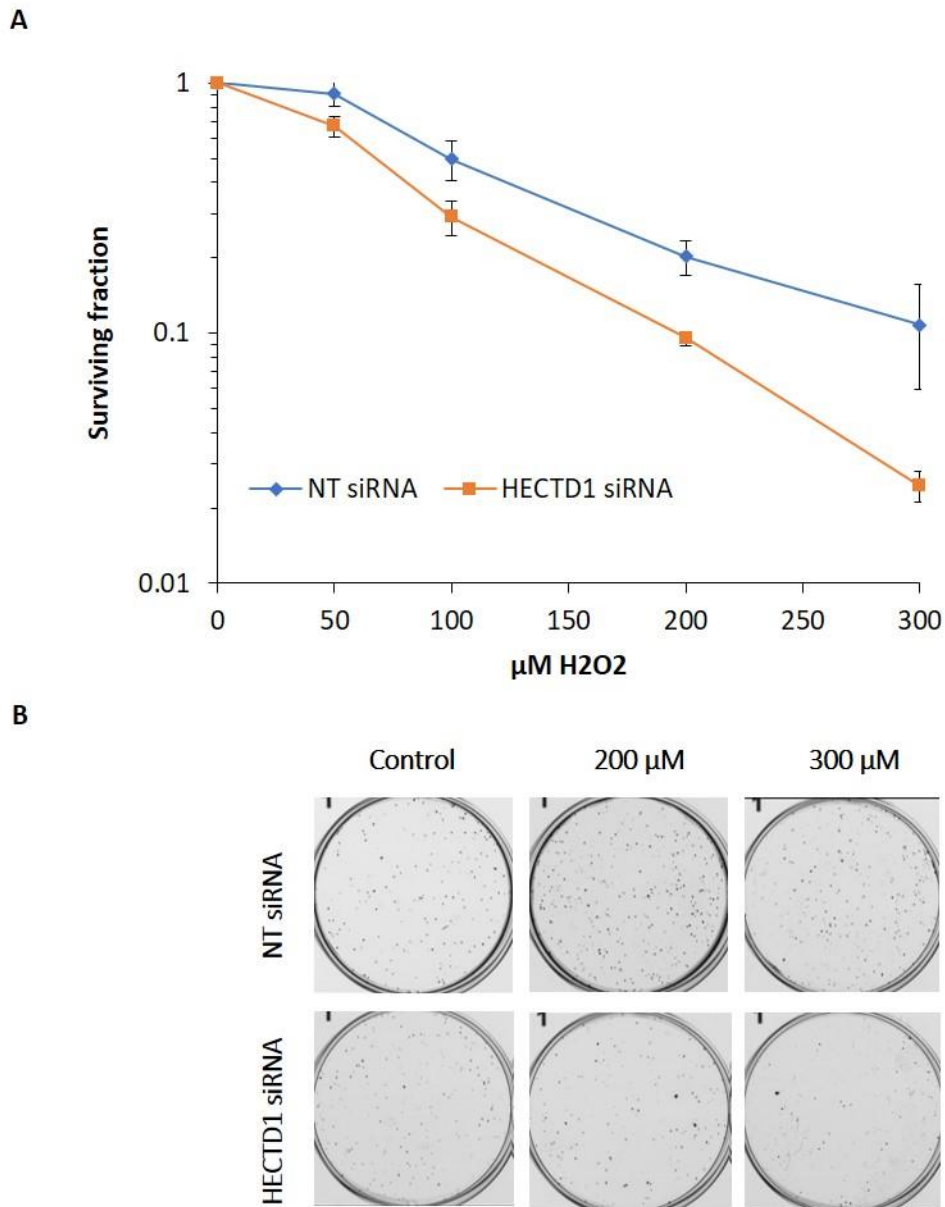 A
1
0.1
0.01
Surviving fraction
NT siRNA HECTD1 siRNA
0 50 100 150 200 250 300
μM H2O2
B
Control 200 μM 300 μM
NT siRNA
HECTD1 siRNA